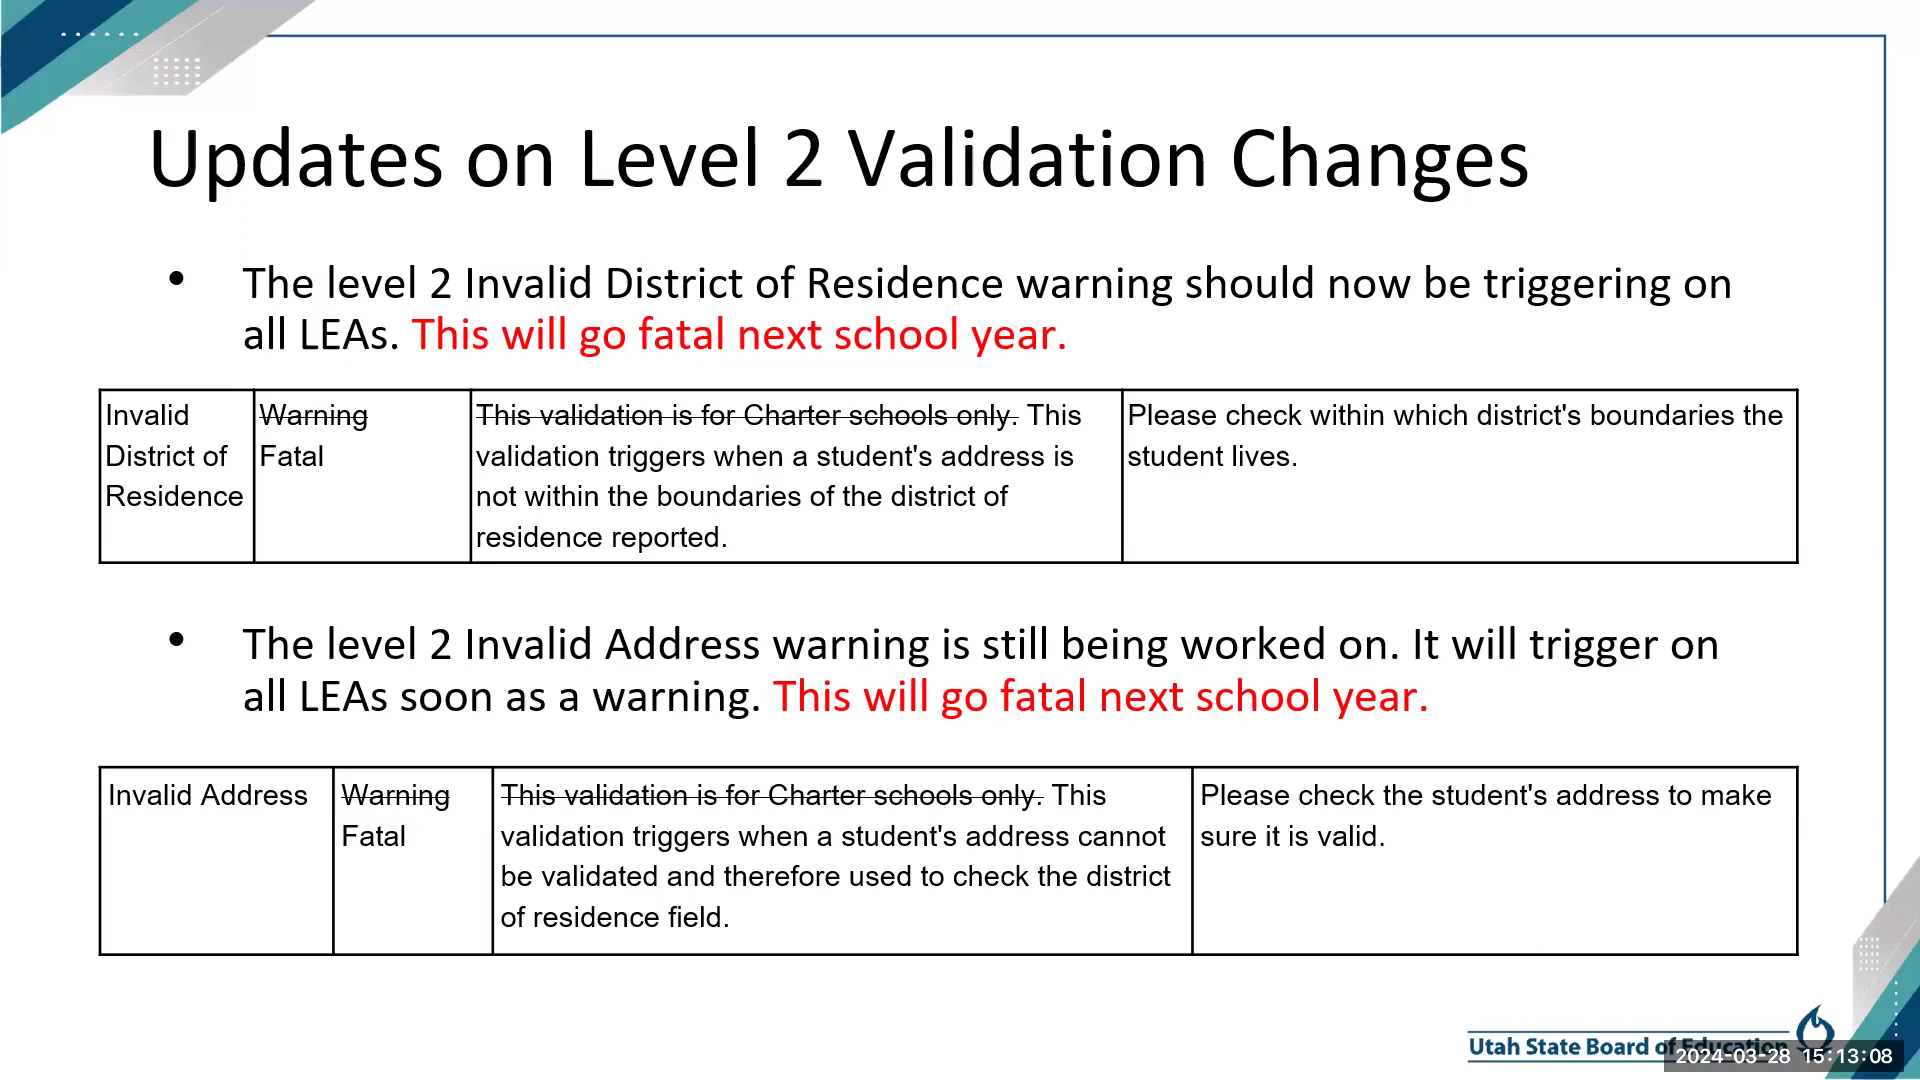 Updates on Level 2 Validation Changes
• The level 2 Invalid District of Residence warning should now be triggering on
all LEAs. This will go fatal next school year.
Invalid
District of
Residence
Warning
Fatal
This validation is for Charter schools only. This
validation triggers when a student's address is
not within the boundaries of the district of
residence reported.
Please check within which district's boundaries the
student lives.
• The level 2 Invalid Address warning is still being worked on. It will trigger on
all LEAs soon as a warning. This will go fatal next school year.
Invalid Address
Warning
Fatal
This validation is for Charter schools only. This
validation triggers when a student's address cannot
be validated and therefore used to check the district
of residence field.
Please check the student's address to make
sure it is valid.
Utah State Board of Education
2024-03-28 15:13:08